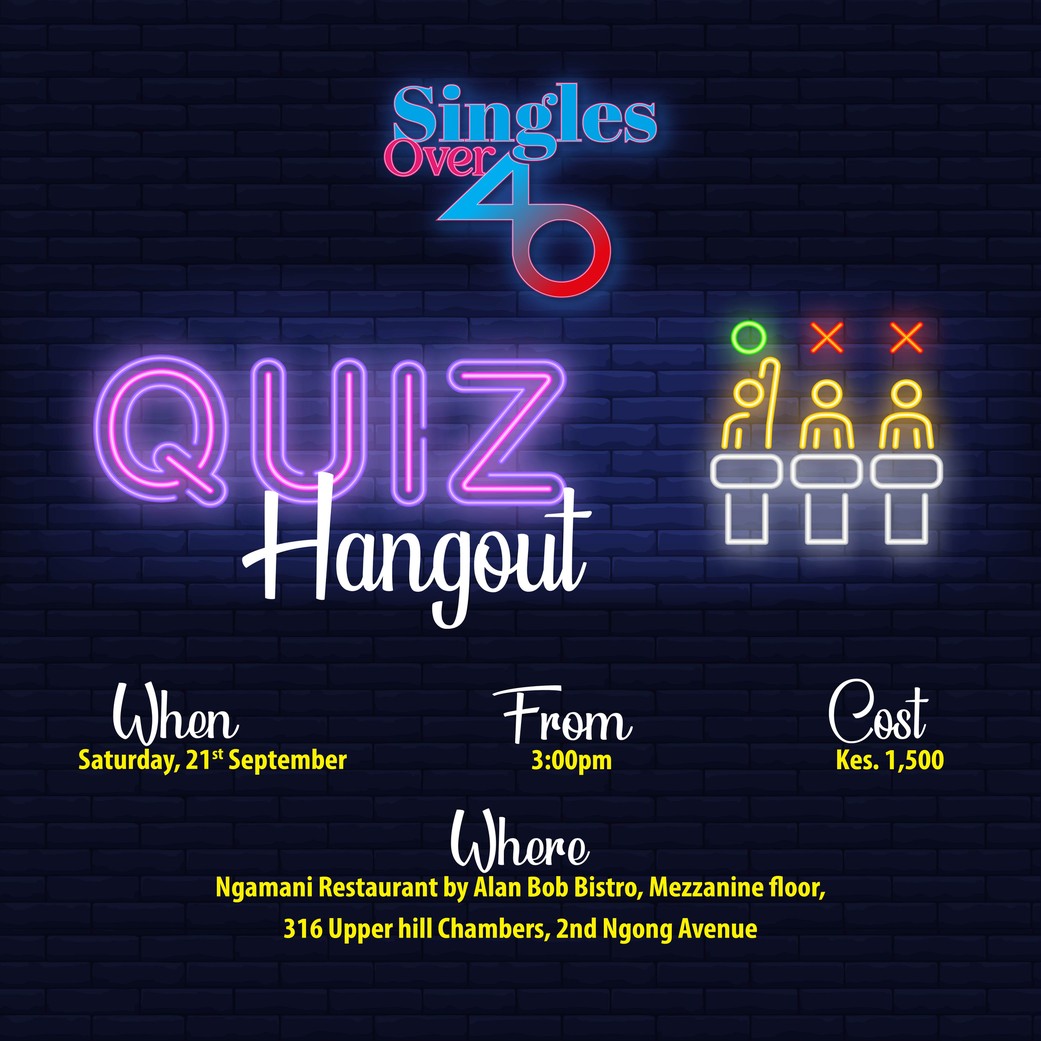 Singles
Over
40
QUIZ
Hangout
When
Saturday, 21st September
From
3:00pm
Cost
Kes. 1,500
Where
Ngamani Restaurant by Alan Bob Bistro, Mezzanine floor,
316 Upper hill Chambers, 2nd Ngong Avenue